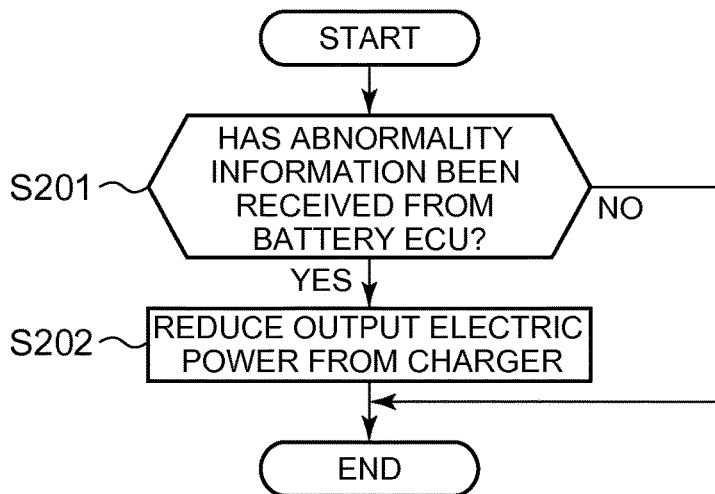 START
HAS ABNORMALITY
INFORMATION BEEN
RECEIVED FROM
BATTERY ECU?
S201
NO
YES
S202
REDUCE OUTPUT ELECTRIC
POWER FROM CHARGER
END